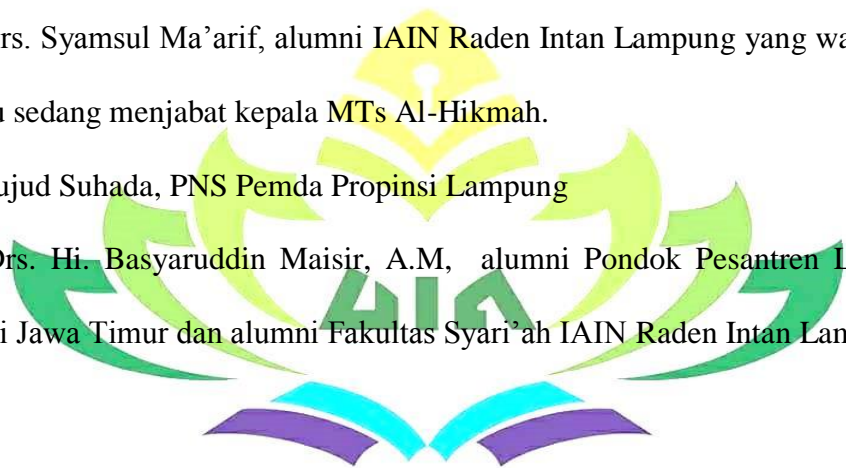 rs. Syamsul Ma’arif, alumni IAIN Raden Intan Lampung yang
sedang menjabat kepala MTs Al-Hikmah.
ujud Suhada, PNS Pemda Propinsi Lampung
Drs. Hi. Basyaruddin Maisir, A.M, alumni Pondok Pesantren
Jawa Timur dan alumni Fakultas Syari’ah IAIN Raden Intan
UIN